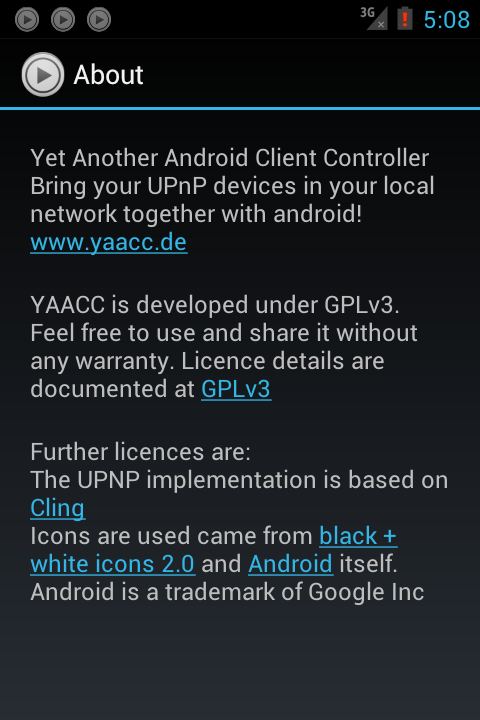 3G
5:08
About
Yet Another Android Client Controller
Bring your UPnP devices in your local
network together with android!
www.yaacc.de
YAACC is developed under GPLv3.
Feel free to use and share it without
any warranty. Licence details are
documented at GPLv3
Further licences are:
The UPNP implementation is based on
Cling
Icons are used came from black +
white icons 2.0 and Android itself.
Android is a trademark of Google Inc